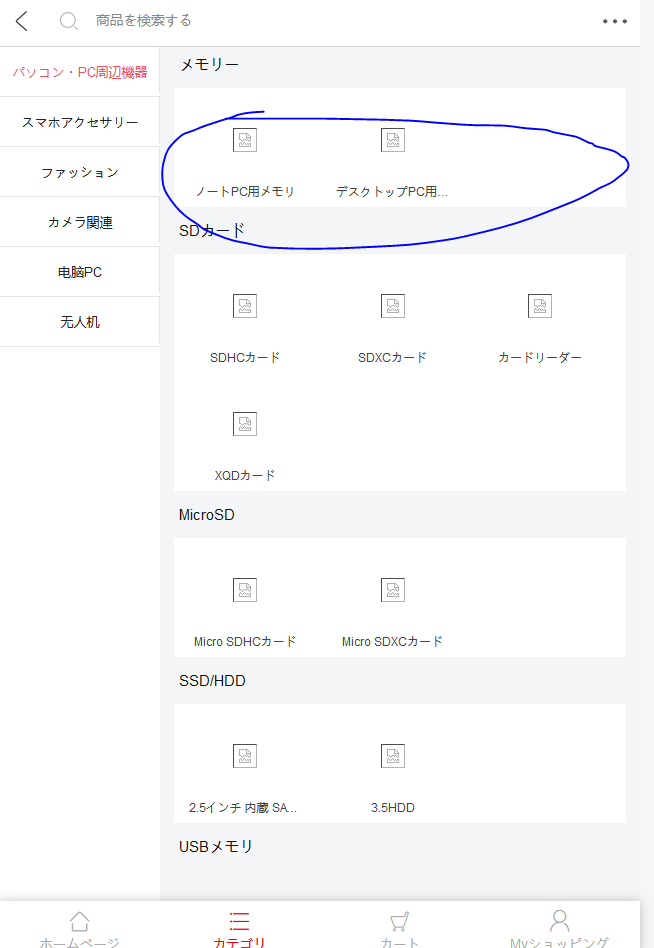 商品を検索する
パソコン・PC周辺機器
スマホアクセサリー
ファッション
カメラ関連
电脑PC
无人机
メモリー
ノートPC用メモリ
デスクトップPC用...
SDカード
SDHCカード
SDXCカード
カードリーダー
XQDカード
MicroSD
Micro SDHCカード
Micro SDXCカード
SSD/HDD
2.5インチ 内蔵 SA...
3.5HDD
USBメモリ
ホームページ
カテゴリ
カート
Myショッピング